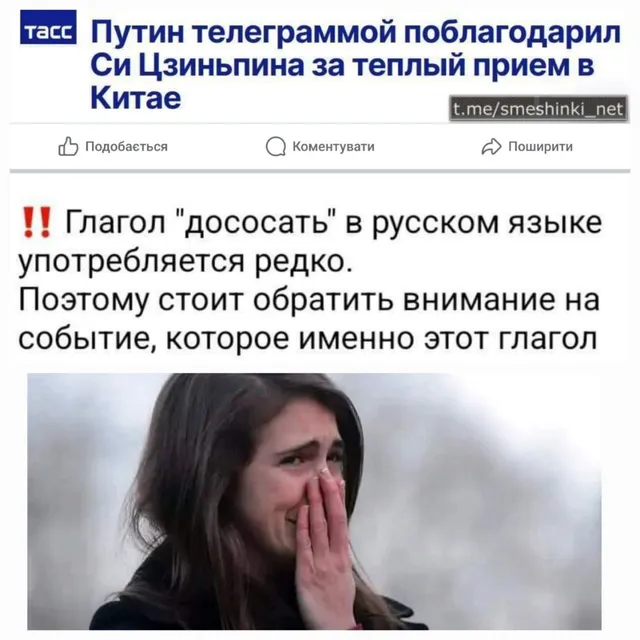 тасс
Путин телеграммой поблагодарил
Си Цзиньпина за теплый прием в
Китае
t.me/smeshinki_net
Подобається
Коментувати
Поширити
‼ Глагол "дососать" в русском языке
употребляется редко.
Поэтому стоит обратить внимание на
событие, которое именно этот глагол